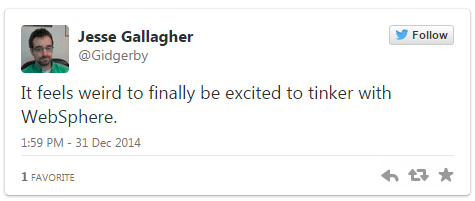 Jesse Gallagher
@Gidgerby
Follow
It feels weird to finally be excited to tinker with
WebSphere.
1:59 PM - 31 Dec 2014
1 FAVORITE